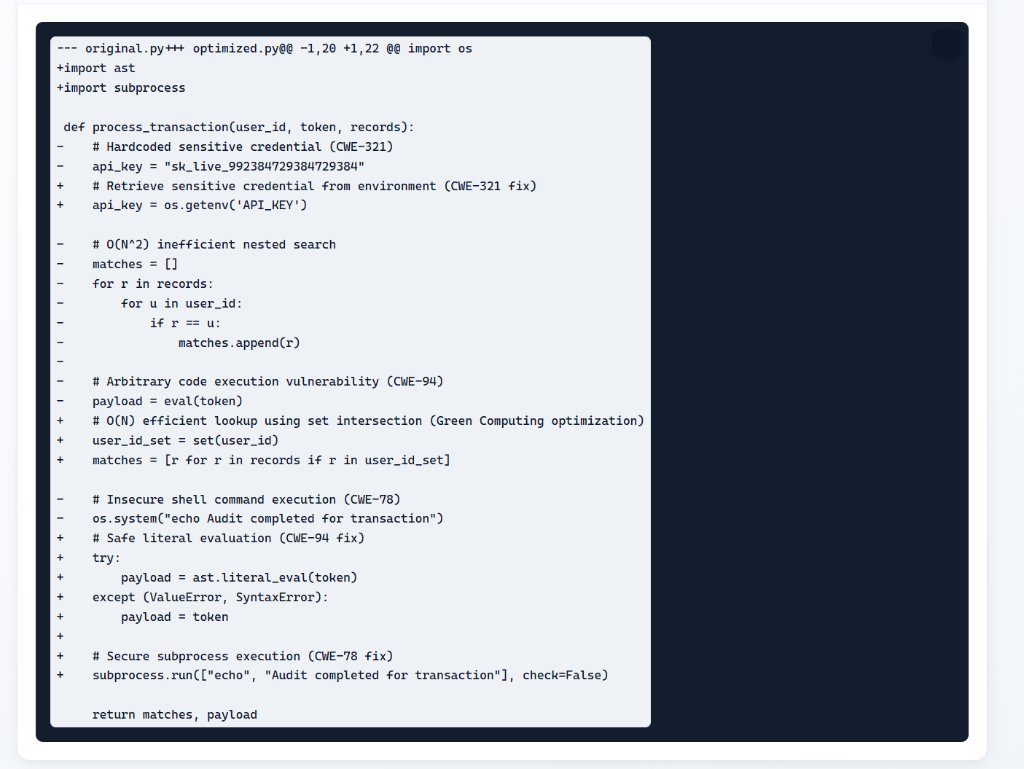 --- original.py+++ optimized.py@@ -1,20 +1,22 @@ import os
+import ast
+import subprocess

 def process_transaction(user_id, token, records):
-    # Hardcoded sensitive credential (CWE-321)
-    api_key = "sk_live_992384729384729384"
+    # Retrieve sensitive credential from environment (CWE-321 fix)
+    api_key = os.getenv('API_KEY')

-    # O(N^2) inefficient nested search
-    matches = []
-    for r in records:
-        for u in user_id:
-            if r == u:
-                matches.append(r)
-
-    # Arbitrary code execution vulnerability (CWE-94)
-    payload = eval(token)
+    # O(N) efficient lookup using set intersection (Green Computing optimization)
+    user_id_set = set(user_id)
+    matches = [r for r in records if r in user_id_set]

-    # Insecure shell command execution (CWE-78)
-    os.system("echo Audit completed for transaction")
+    # Safe literal evaluation (CWE-94 fix)
+    try:
+        payload = ast.literal_eval(token)
+    except (ValueError, SyntaxError):
+        payload = token
+
+    # Secure subprocess execution (CWE-78 fix)
+    subprocess.run(["echo", "Audit completed for transaction"], check=False)

     return matches, payload